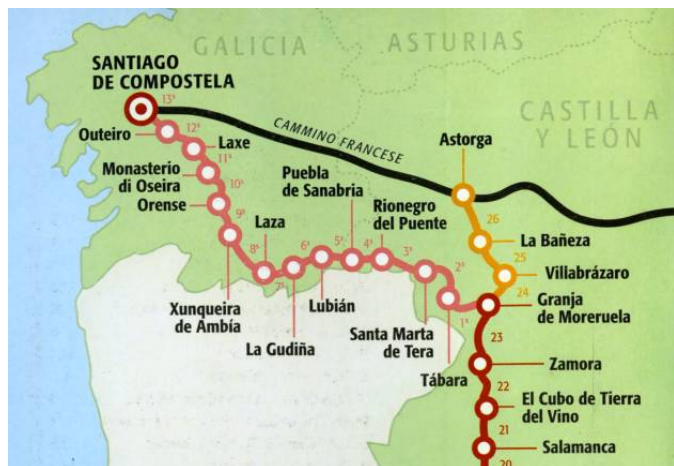 GALICIA
ASTURIAS
SANTIAGO
DE COMPOSTELA
CASTILLA
Y LEÓN
13ª
Outeiro
12ª
Laxe
CAMMINO FRANCESE
Astorga
11ª
Monasterio
di Oseira
Puebla
de Sanabria
10ª
Orense
Rionegro
del Puente
26
9ª
Laza
La Bañeza
8ª
6ª
5ª
4ª
3ª
25
7ª
2ª
Villabrázaro
24
Xunqueira
de Ambía
Lubián
Granja
de Moreruela
La Gudiña
Santa Marta
de Tera
1ª
23
Tábara
Zamora
22
El Cubo de Tierra
del Vino
21
Salamanca
20